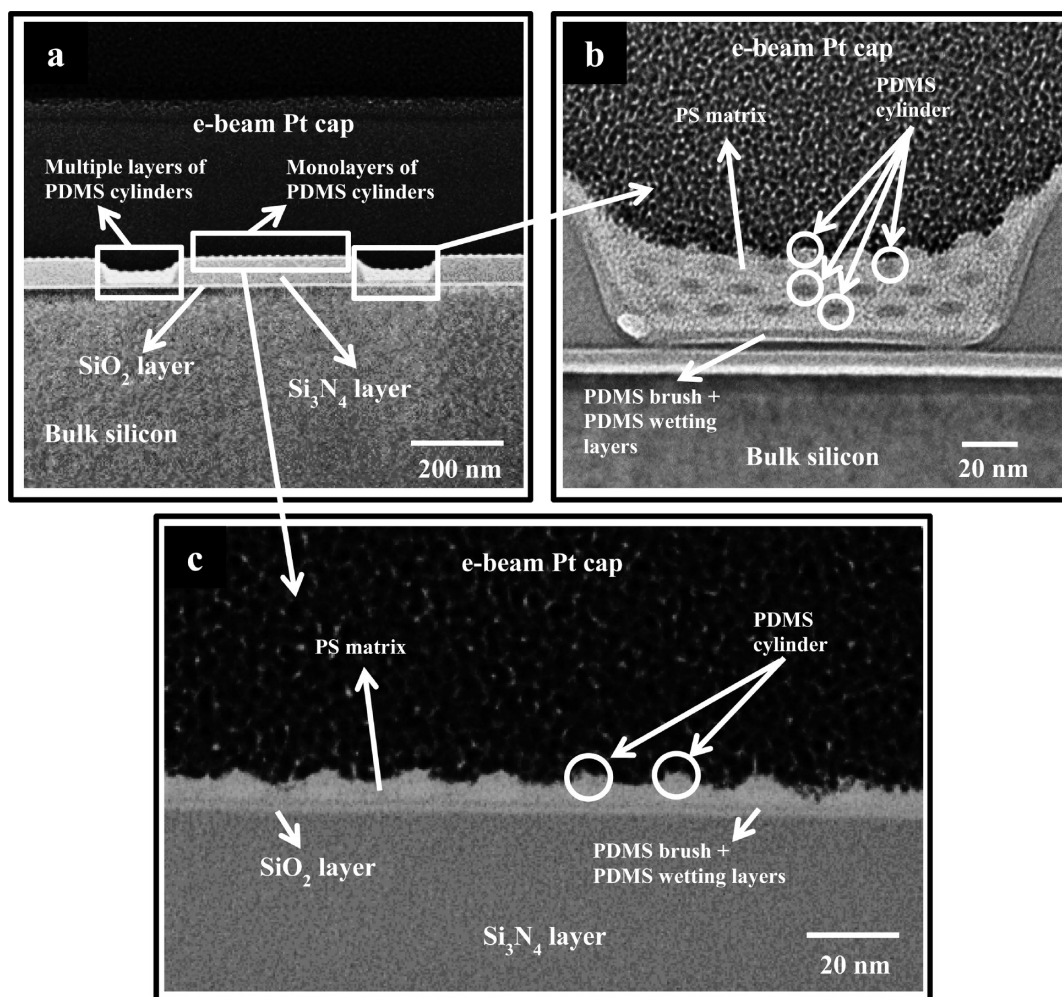 a
e-beam Pt cap
Multiple layers of
PDMS cylinders
Monolayers of
PDMS cylinders
SiO2 layer
Si3N4 layer
Bulk silicon
200 nm
b
e-beam Pt cap
PS matrix
PDMS
cylinder
PDMS brush +
PDMS wetting
layers
Bulk silicon
20 nm
c
e-beam Pt cap
PS matrix
PDMS
cylinder
SiO2 layer
PDMS brush +
PDMS wetting layers
Si3N4 layer
20 nm